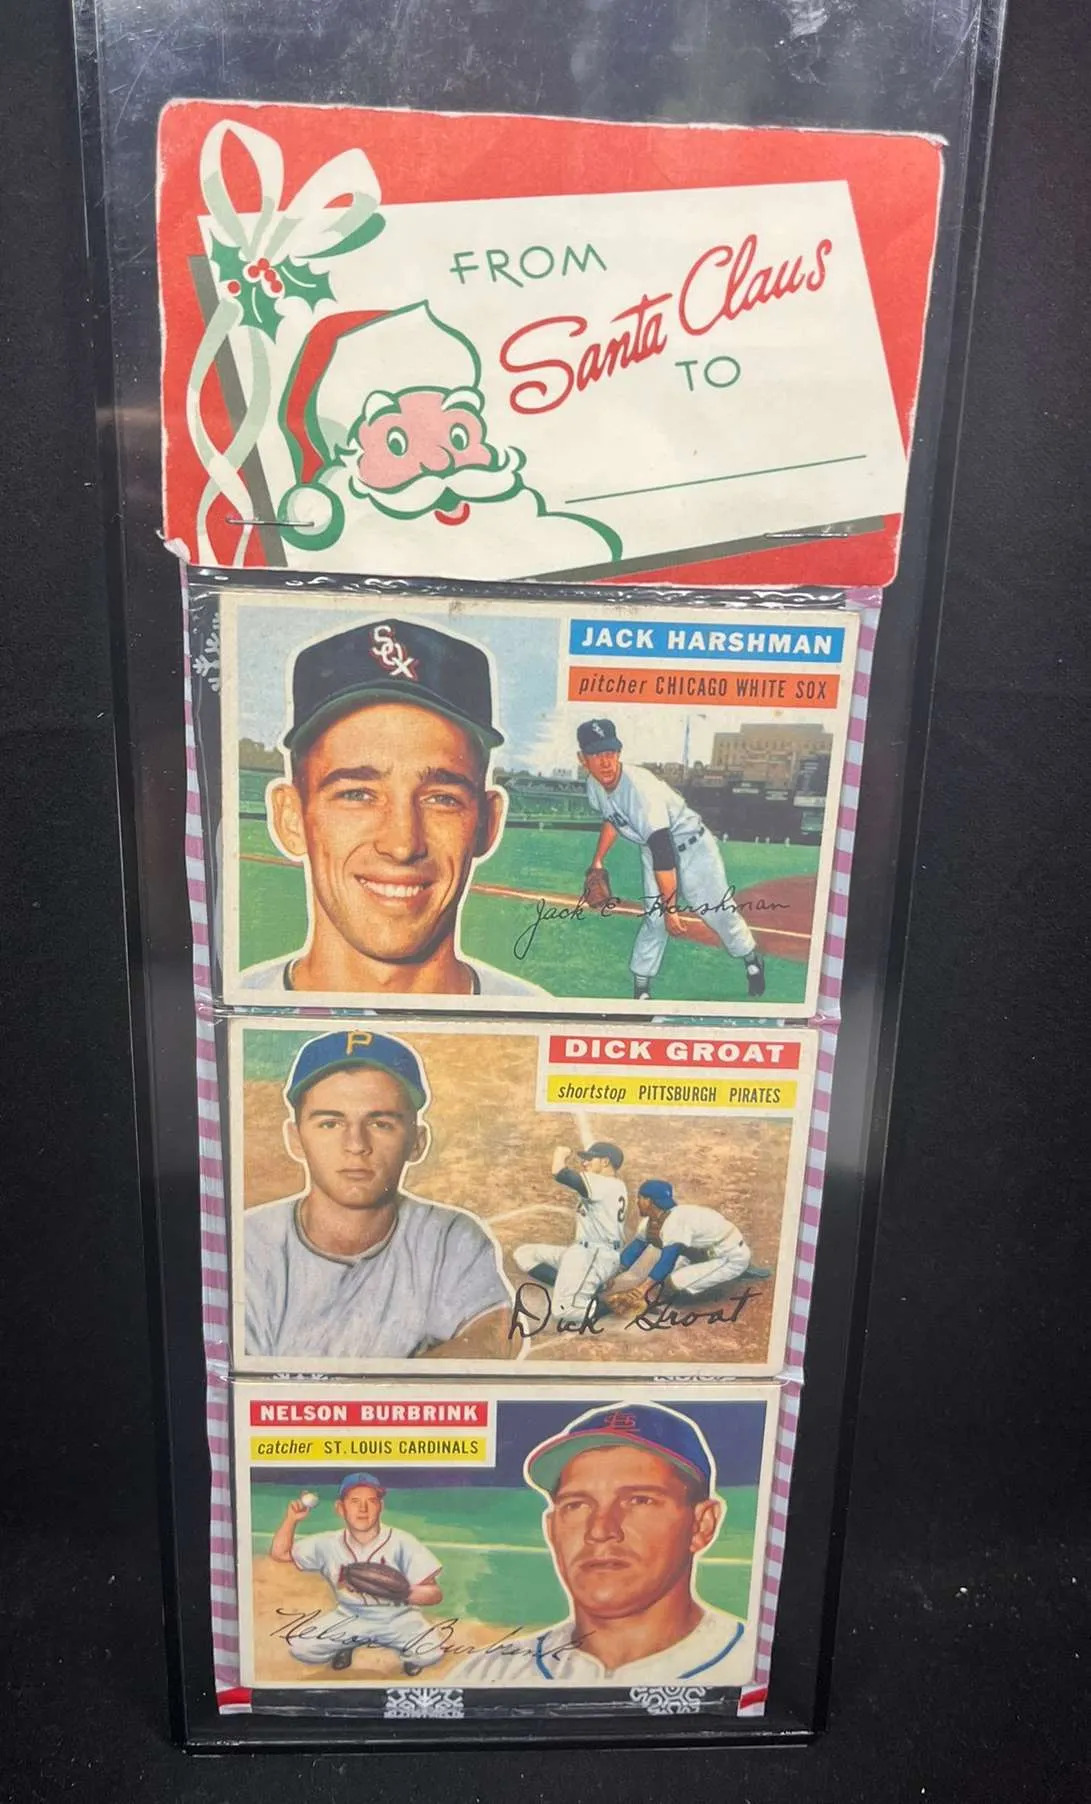 FROM
Santa Claus
TO
SOX
JACK HARSHMAN
pitcher CHICAGO WHITE SOX
Jack E Harshman
P
DICK GROAT
shortstop PITTSBURGH PIRATES
2
Dick Groat
NELSON BURBRINK
catcher ST. LOUIS CARDINALS
Nelson Burbrink